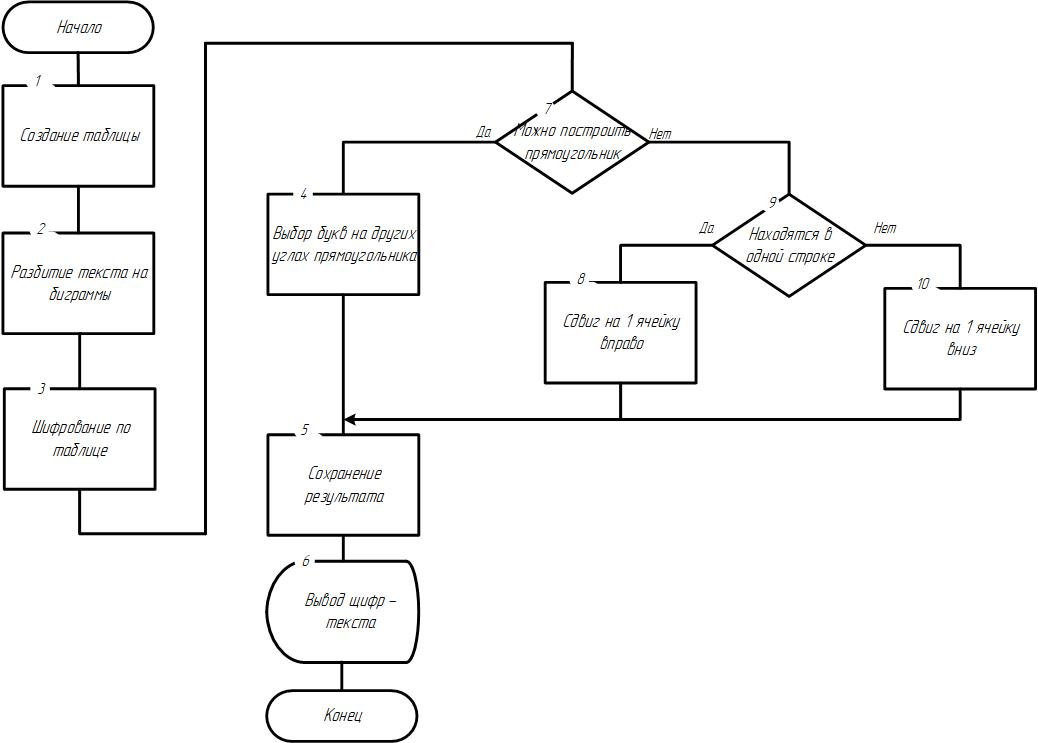 Начало
1
Создание таблицы
2
Разбитие текста на
биграммы
3
Шифрование по
таблице
7
Можно построить
прямоугольник
Да
Нет
4
Выбор букв на других
углах прямоугольника
9
Находятся в
одной строке
Да
Нет
8
Сдвиг на 1 ячейку
вправо
10
Сдвиг на 1 ячейку
вниз
5
Сохранение
результата
6
Вывод щифр –
текста
Конец